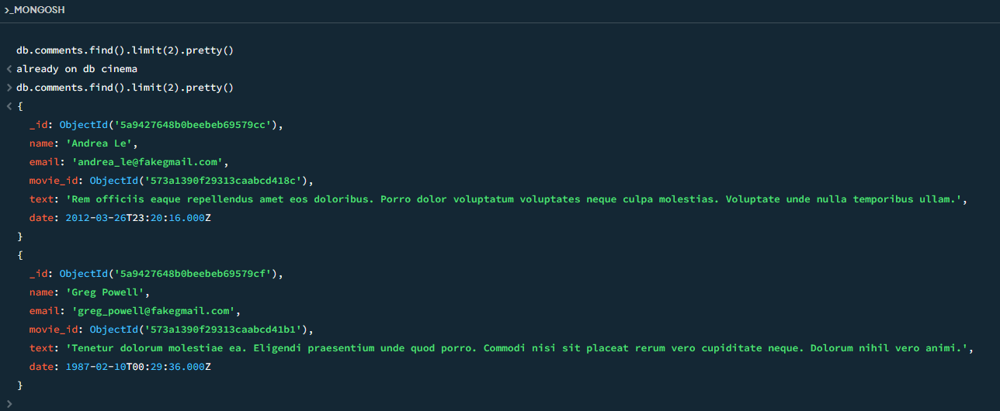 >_MONGOSH
db.comments.find().limit(2).pretty()
< already on db cinema
> db.comments.find().limit(2).pretty()
< {
_id: ObjectId('5a9427648b0beebeb69579cc'),
name: 'Andrea Le',
email: 'andrea_le@fakegmail.com',
movie_id: ObjectId('573a1390f29313caabcd418c'),
text: 'Rem officiis eaque repellendus amet eos doloribus. Porro dolor voluptatum voluptates neque culpa molestias. Voluptate unde nulla temporibus ullam.',
date: 2012-03-26T23:20:16.000Z
}
{
_id: ObjectId('5a9427648b0beebeb69579cf'),
name: 'Greg Powell',
email: 'greg_powell@fakegmail.com',
movie_id: ObjectId('573a1390f29313caabcd41b1'),
text: 'Tenetur dolorum molestiae ea. Eligendi praesentium unde quod porro. Commodi nisi sit placeat rerum vero cupiditate neque. Dolorum nihil vero animi.',
date: 1987-02-10T00:29:36.000Z
}
>